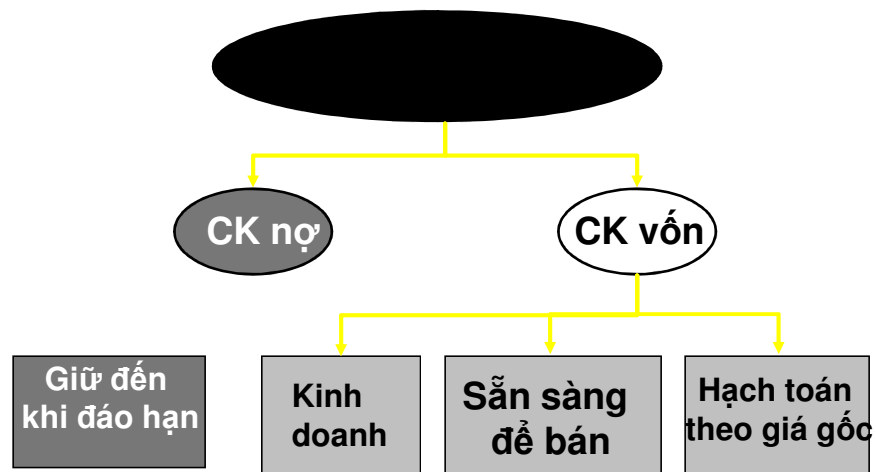 CK nợ
CK vốn
Giữ đến
khi đáo hạn
Kinh
doanh
Sẵn sàng
để bán
Hạch toán
theo giá gốc